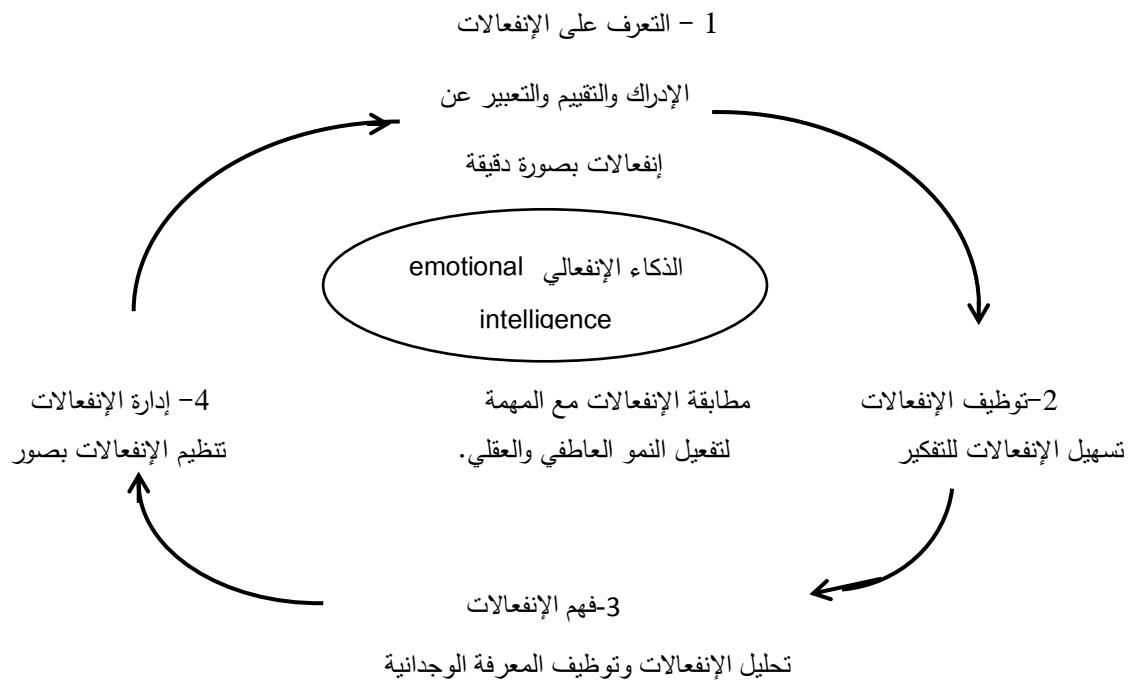 1 – التعرف على الإنفعالات
الإدراك والتقييم والتعبير عن
إنفعالات بصورة دقيقة
الذكاء الإنفعالي emotional
intelligence
2-توظيف الإنفعالات
تسهيل الإنفعالات للتفكير
مطابقة الإنفعالات مع المهمة
لتفعيل النمو العاطفي والعقلي.
4- إدارة الإنفعالات
تنظيم الإنفعالات بصور
3-فهم الإنفعالات
تحليل الإنفعالات وتوظيف المعرفة الوجدانية